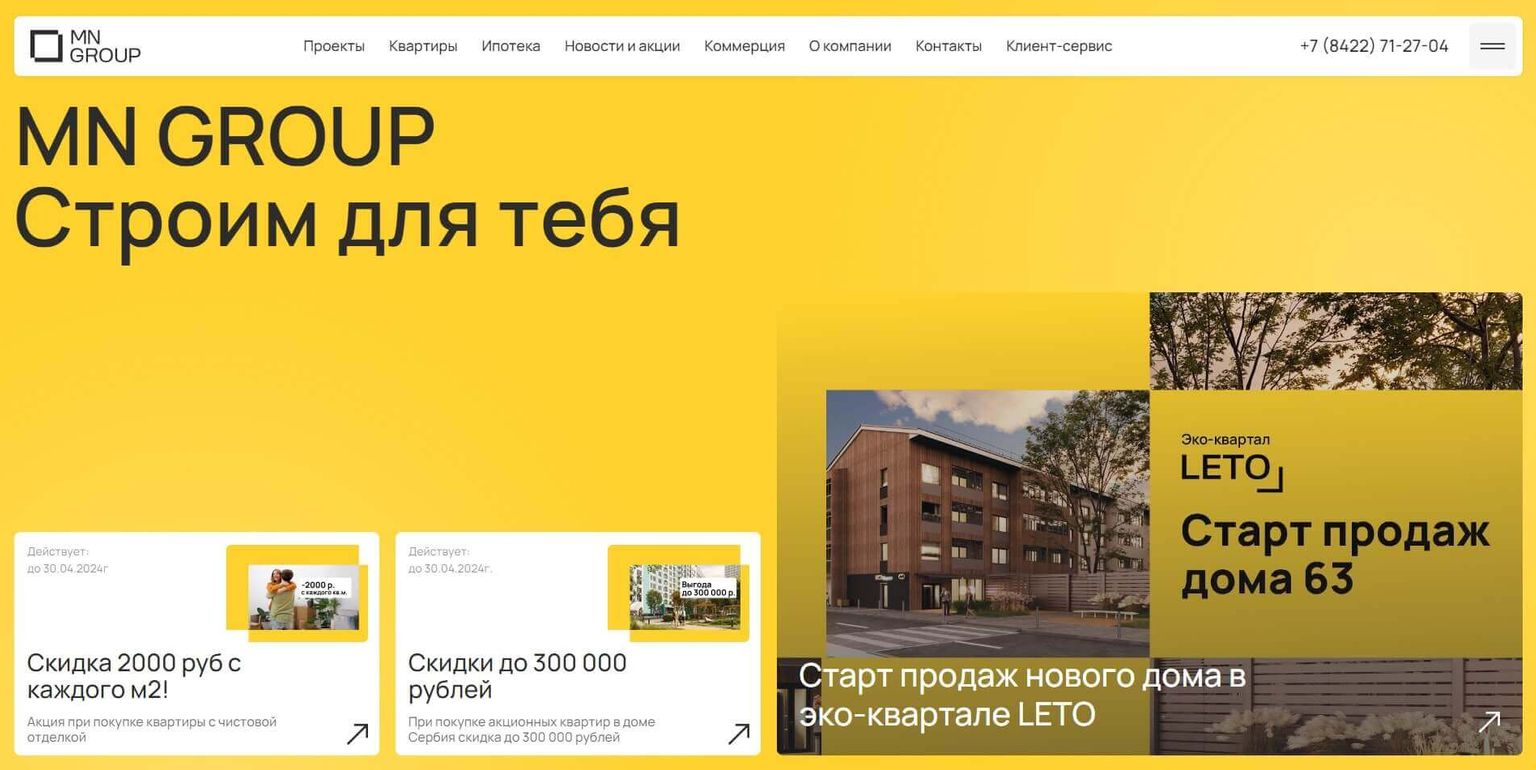 MN
GROUP
Проекты
Квартиры
Ипотека
Новости и акции
Коммерция
О компании
Контакты
Клиент-сервис
+7 (8422) 71-27-04
MN GROUP
Строим для тебя
Действует:
до 30.04.2024г
-2000 р.
с каждого кв.м.
Скидка 2000 руб с
каждого м2!
Акция при покупке квартиры с чистовой
отделкой
Действует:
до 30.04.2024г.
Выгода
до 300 000 р.
Скидки до 300 000
рублей
При покупке акционных квартир в доме
Сербия скидка до 300 000 рублей
Эко-квартал
LETO
Старт продаж
дома 63
Старт продаж нового дома в
эко-квартале LETO